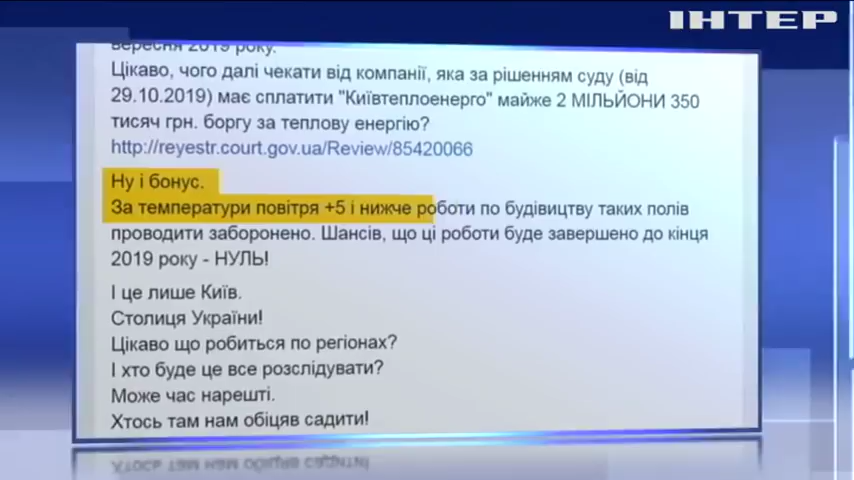 ІНТЕР
вересня 2019 року.
Цікаво, чого далі чекати від компанії, яка за рішенням суду (від
29.10.2019) має сплатити "Київтеплоенерго" майже 2 МІЛЬЙОНИ 350
тисяч грн. боргу за теплову енергію?
http://reyestr.court.gov.ua/Review/85420066
Ну і бонус.
За температури повітря +5 і нижче роботи по будівицтву таких полів
проводити заборонено. Шансів, що ці роботи буде завершено до кінця
2019 року - НУЛЬ!
І це лише Київ.
Столиця України!
Цікаво що робиться по регіонах?
І хто буде це все розслідувати?
Може час нарешті.
Хтось там нам обіцяв садити!